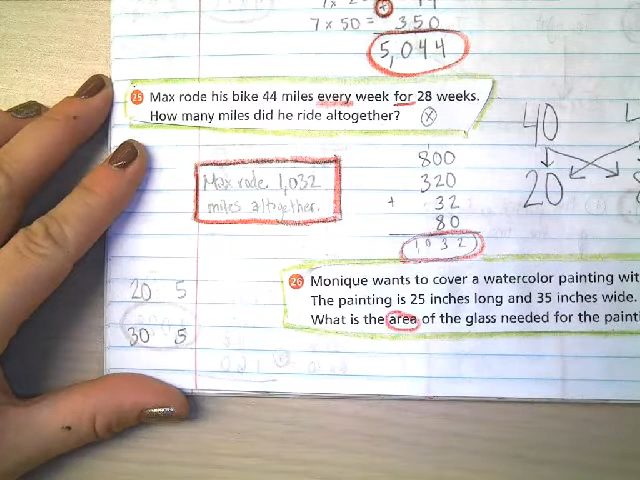 7 x 50 = 350
5,044
25 Max rode his bike 44 miles every week for 28 weeks.
How many miles did he ride altogether? x
Max rode 1,032
miles altogether.
800
320
+ 32
80
1032
40
20
20 5
30 5
26 Monique wants to cover a watercolor painting wit
The painting is 25 inches long and 35 inches wide.
What is the area of the glass needed for the painti